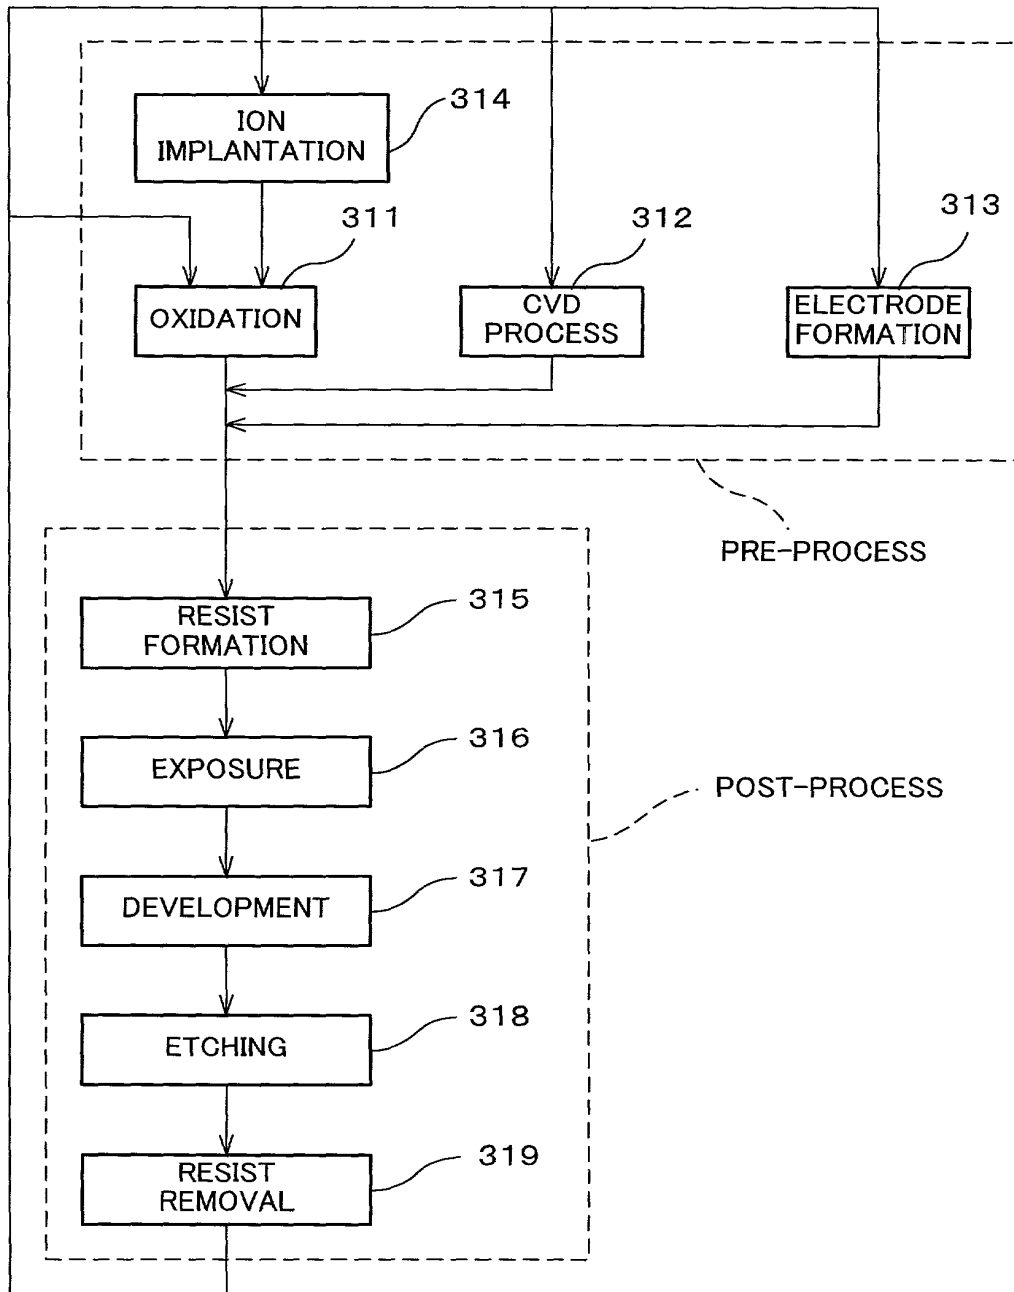 314
ION
IMPLANTATION
311
312
313
OXIDATION
CVD
PROCESS
ELECTRODE
FORMATION
PRE-PROCESS
315
RESIST
FORMATION
316
EXPOSURE
POST-PROCESS
317
DEVELOPMENT
318
ETCHING
319
RESIST
REMOVAL